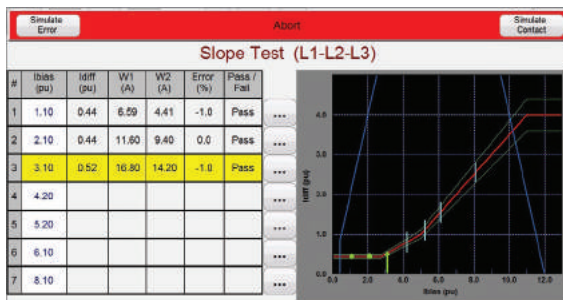 Simulate Error
Abort
Simulate Contact
Slope Test (L1-L2-L3)
# Ibias (pu) Idiff (pu) W1 (A) W2 (A) Error (%) Pass / Fail
1 1.10 0.44 6.59 4.41 -1.0 Pass ...
2 2.10 0.44 11.60 9.40 0.0 Pass ...
3 3.10 0.52 16.80 14.20 -1.0 Pass ...
4 4.20 ...
5 5.20 ...
6 6.10 ...
7 8.10 ...
Idiff (pu)
4.0
3.0
2.0
1.0
0.0
0.0 2.0 4.0 6.0 8.0 10.0 12.0
Ibias (pu)